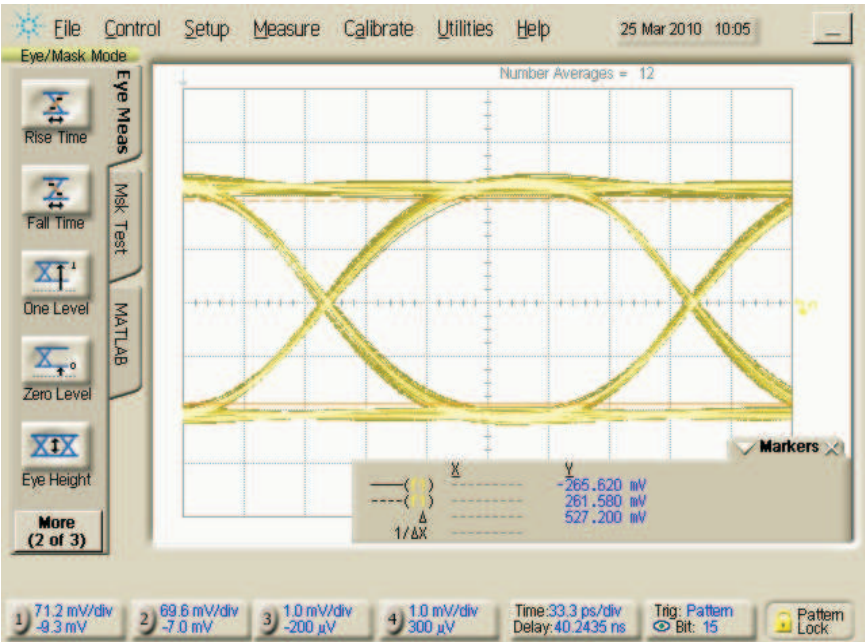 File Control Setup Measure Calibrate Utilities Help 25 Mar 2010 10:05
Eye/Mask Mode
Number Averages = 12
Eye Meas
Msk Test
MATLAB
Rise Time
Fall Time
One Level
Zero Level
Eye Height
More
(2 of 3)
Markers
X Y
-265.620 mV
261.580 mV
Δ 527.200 mV
1/ΔX
1) 71.2 mV/div
-9.3 mV
2) 69.6 mV/div
-7.0 mV
3) 1.0 mV/div
-200 µV
4) 1.0 mV/div
300 µV
Time:33.3 ps/div
Delay:40.2435 ns
Trig: Pattern
Bit: 15
Pattern
Lock